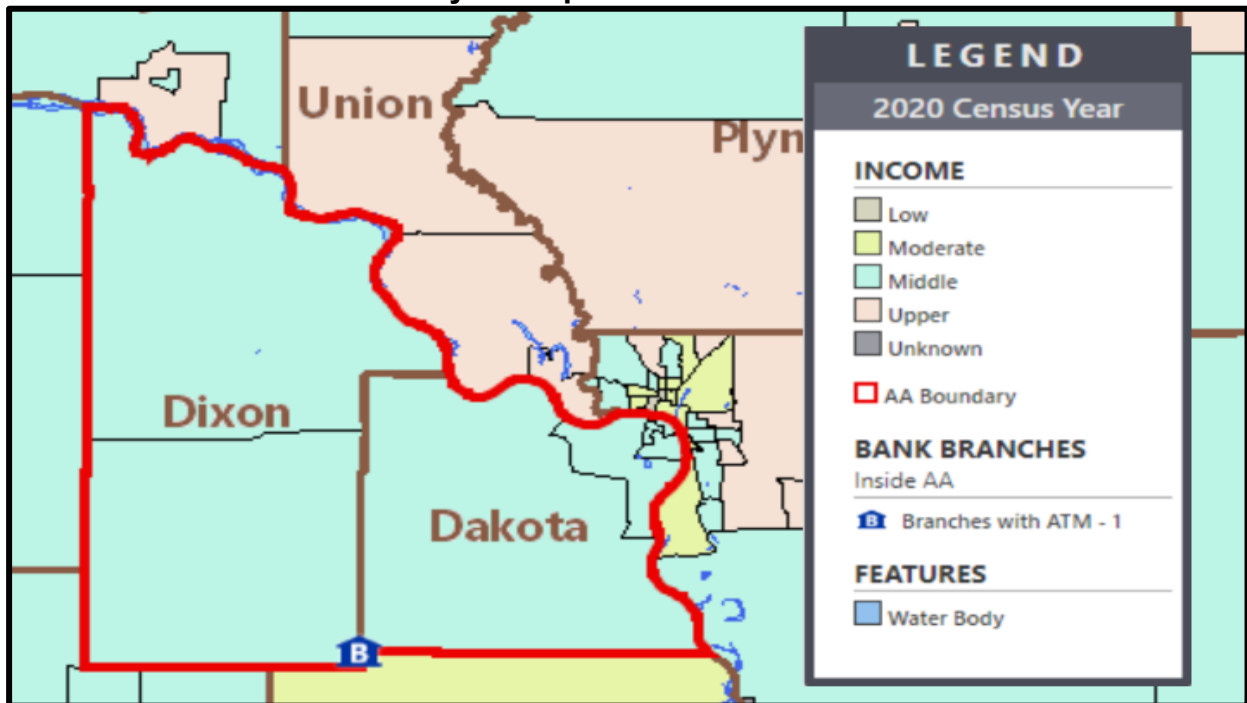 Union
Plyn
Dixon
Dakota
B
LEGEND
2020 Census Year
INCOME
Low
Moderate
Middle
Upper
Unknown
AA Boundary
BANK BRANCHES
Inside AA
B Branches with ATM - 1
FEATURES
Water Body